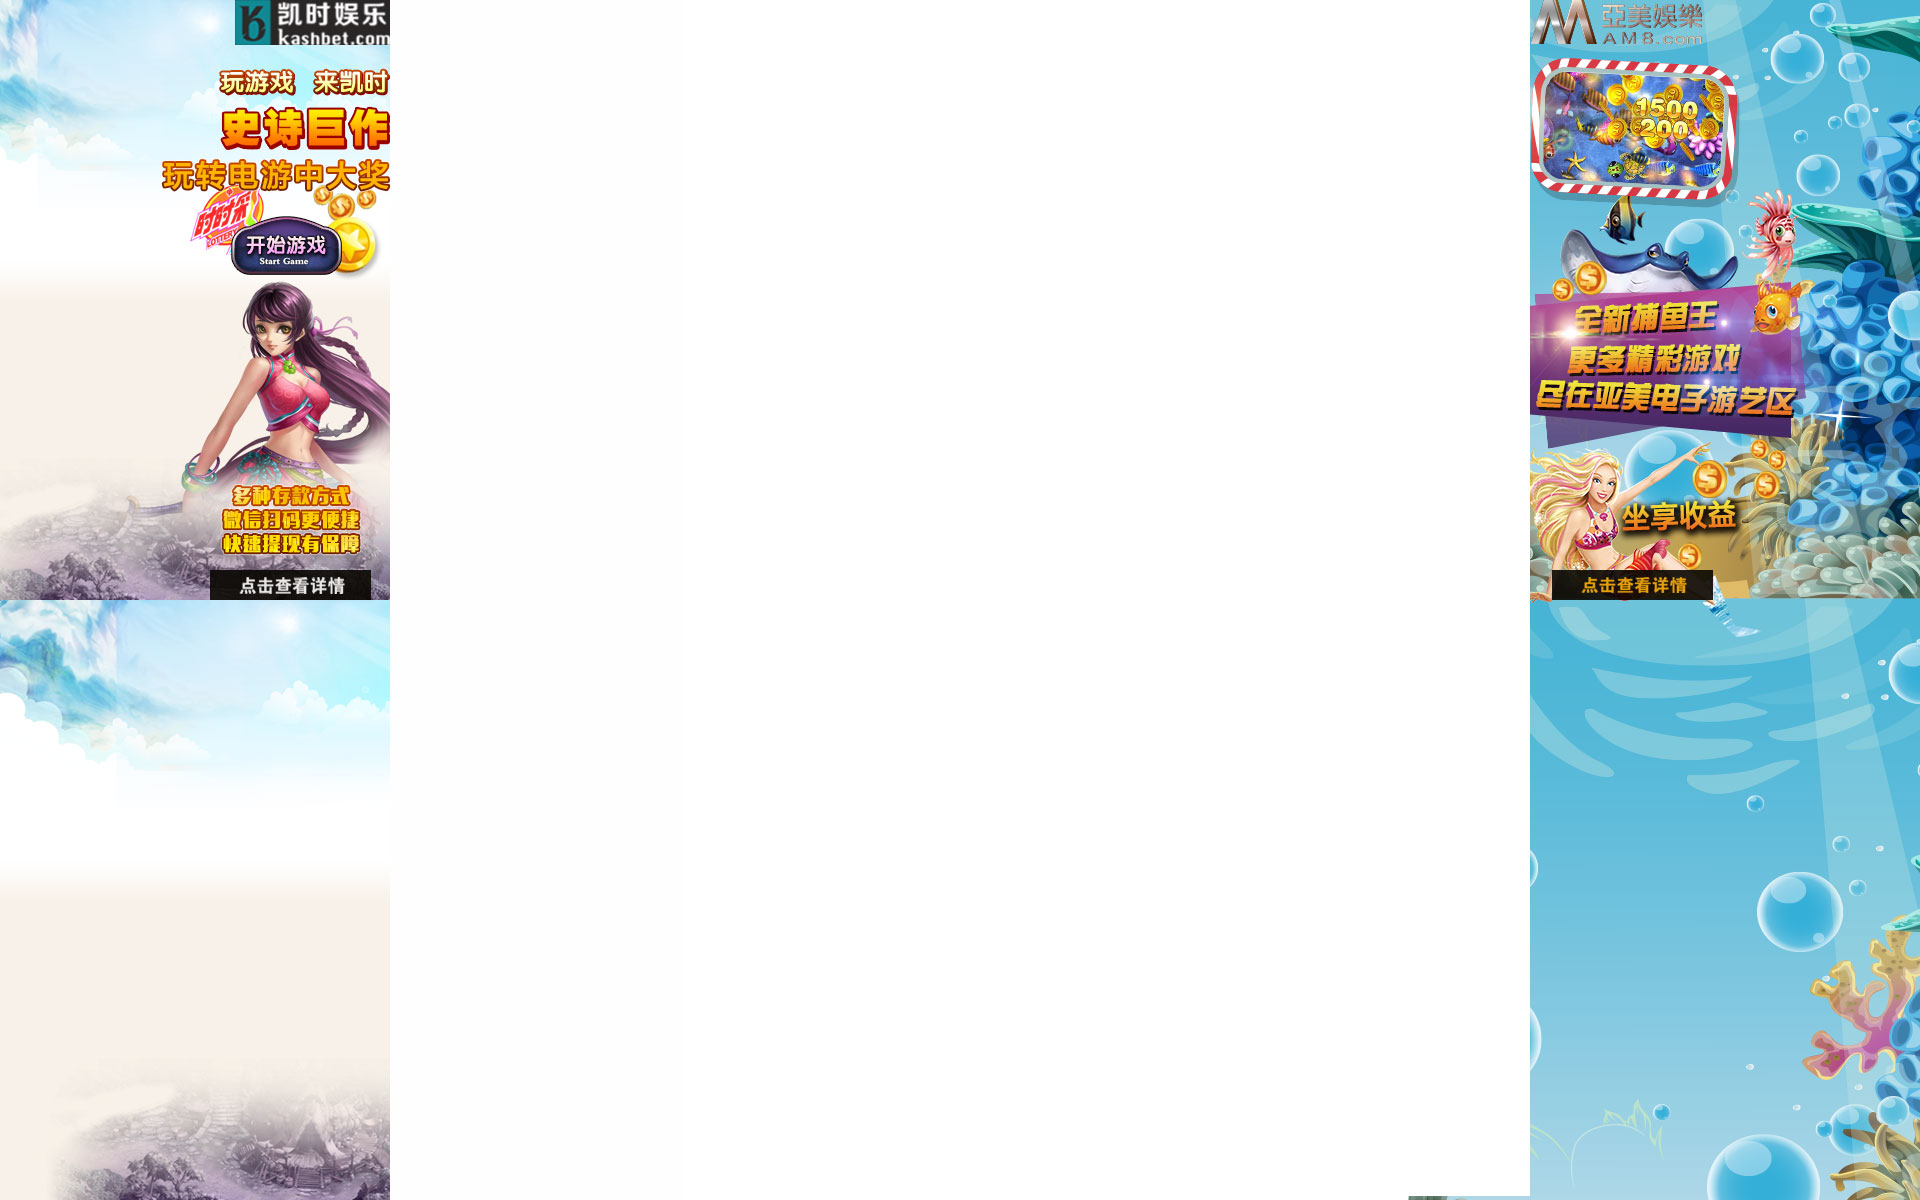 凯时娱乐
kashbet.com
玩游戏 来凯时
史诗巨作
玩转电游中大奖
时时采
LOTTERY
开始游戏
Start Game
多种存款方式
微信扫码更便捷
快速提现有保障
点击查看详情
亞美娛樂
AM8.com
1500
200
全新捕鱼王
更多精彩游戏
尽在亚美电子游艺区
坐享收益
点击查看详情